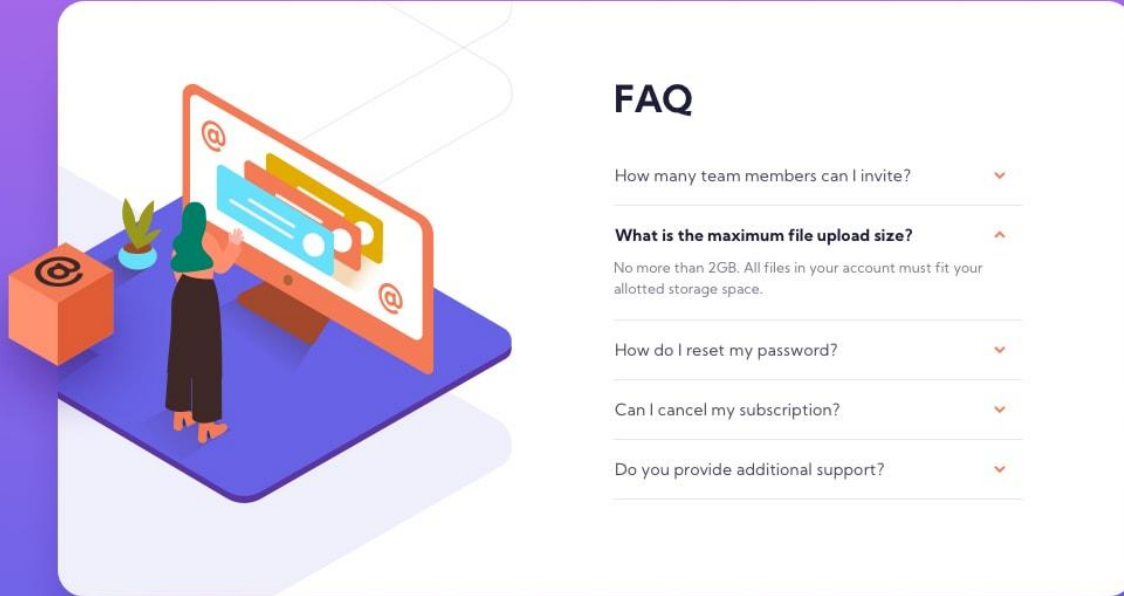 @
@
@
FAQ
How many team members can I invite?
What is the maximum file upload size?
No more than 2GB. All files in your account must fit your
allotted storage space.
How do I reset my password?
Can I cancel my subscription?
Do you provide additional support?